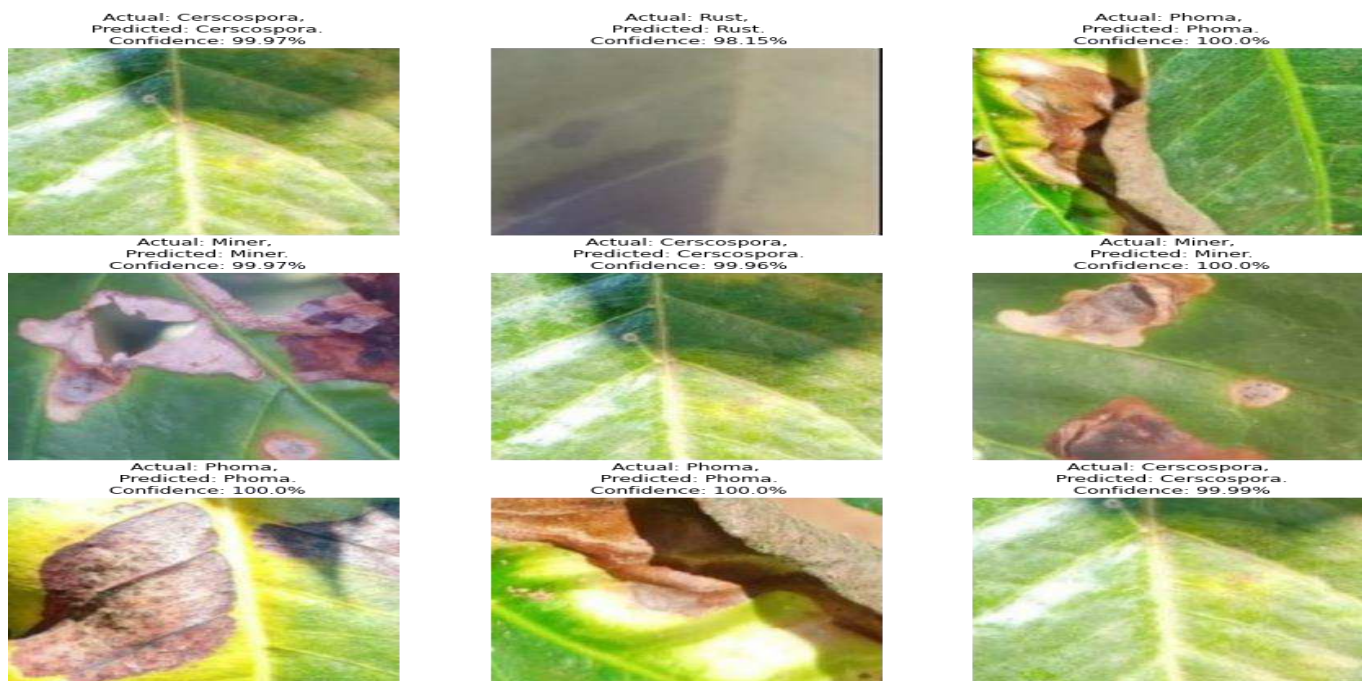 Actual: Cerscospora,
Predicted: Cerscospora.
Confidence: 99.97%
Actual: Rust,
Predicted: Rust.
Confidence: 98.15%
Actual: Phoma,
Predicted: Phoma.
Confidence: 100.0%
Actual: Miner,
Predicted: Miner.
Confidence: 99.97%
Actual: Cerscospora,
Predicted: Cerscospora.
Confidence: 99.96%
Actual: Miner,
Predicted: Miner.
Confidence: 100.0%
Actual: Phoma,
Predicted: Phoma.
Confidence: 100.0%
Actual: Phoma,
Predicted: Phoma.
Confidence: 100.0%
Actual: Cerscospora,
Predicted: Cerscospora.
Confidence: 99.99%